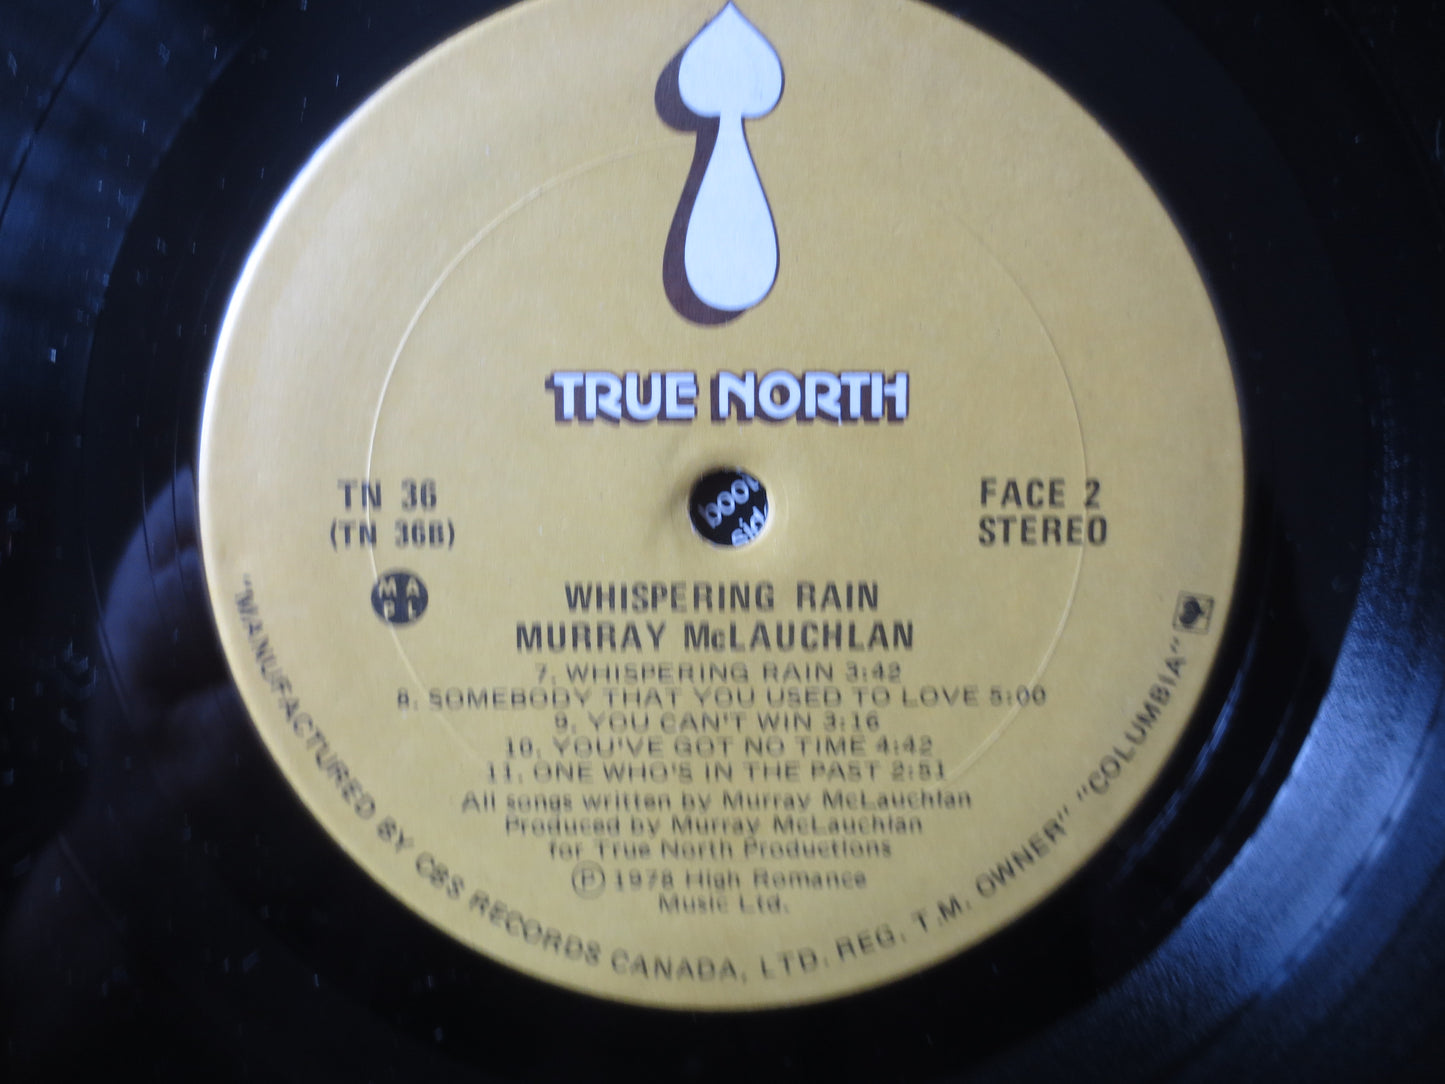 TRUE NORTH
TN 36
(TN 36B)
FACE 2
STEREO
MA
CL
WHISPERING RAIN
MURRAY McLAUCHLAN
7. WHISPERING RAIN 3:42
8. SOMEBODY THAT YOU USED TO LOVE 5:00
9. YOU CAN'T WIN 3:16
10. YOU'VE GOT NO TIME 4:42
11. ONE WHO'S IN THE PAST 2:51
All songs written by Murray McLauchlan
Produced by Murray McLauchlan
for True North Productions
Ⓟ 1978 High Romance
Music Ltd.
"MANUFACTURED BY CBS RECORDS CANADA, LTD. REG. T.M. OWNER" "COLUMBIA"